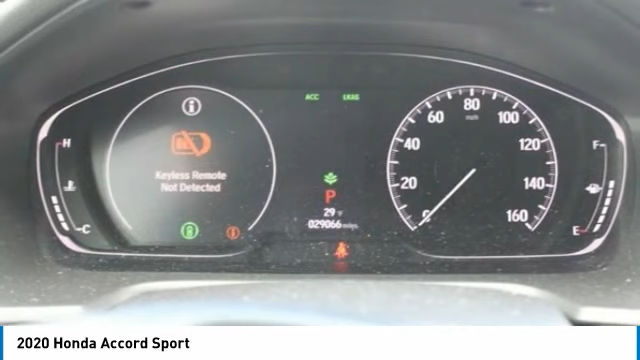 ACC LKAS
80
60 mph 100
H
40 120
F
Keyless Remote
Not Detected
20 140
P
29 °F
0 160
029066 miles
C
E
2020 Honda Accord Sport